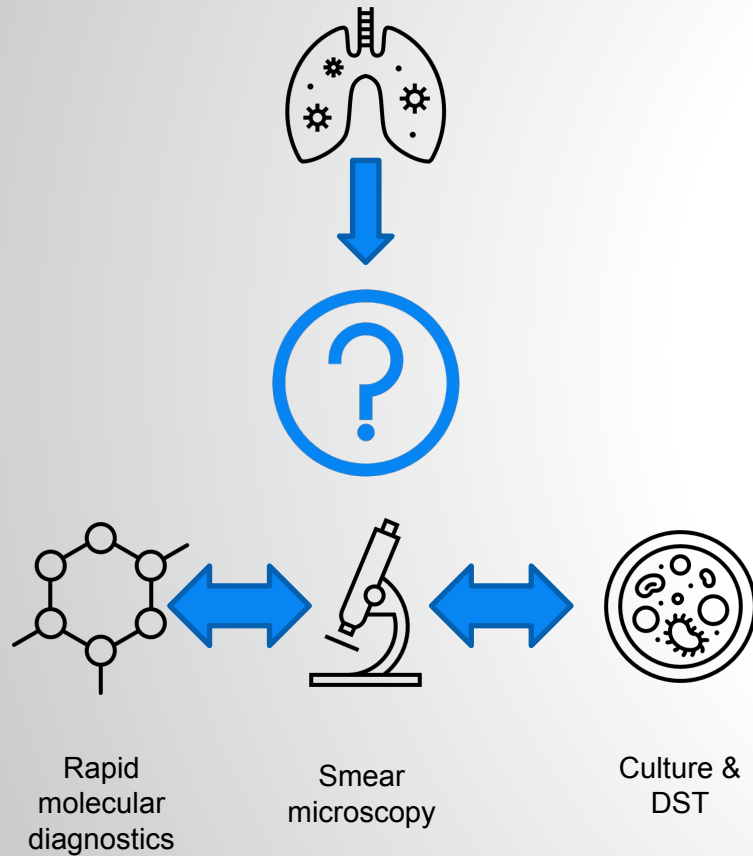 Rapid
molecular
diagnostics
Smear
microscopy
Culture &
DST